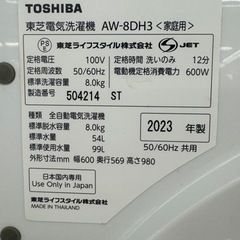 TOSHIBA
東芝電気洗濯機 AW-8DH3<家庭用>
PS E
東芝ライフスタイル株式会社
S JET
定格電圧 100V 定格時間 洗いのみ 12分
定格周波数 50/60Hz 電動機定格消費電力 600W
標準洗濯容量 8.0kg
製造番号 504214 ST
種類 全自動電気洗濯機
標準脱水容量 8.0kg
標準水量 54L
標準使用水量 99L
2023 年製
50/60Hz 共用
外形寸法 mm 幅600 奥行569 高さ980
日本国内専用
Use Only in Japan
東芝ライフスタイル株式会社
MADE IN THAILAND
AW-8DH3(W)